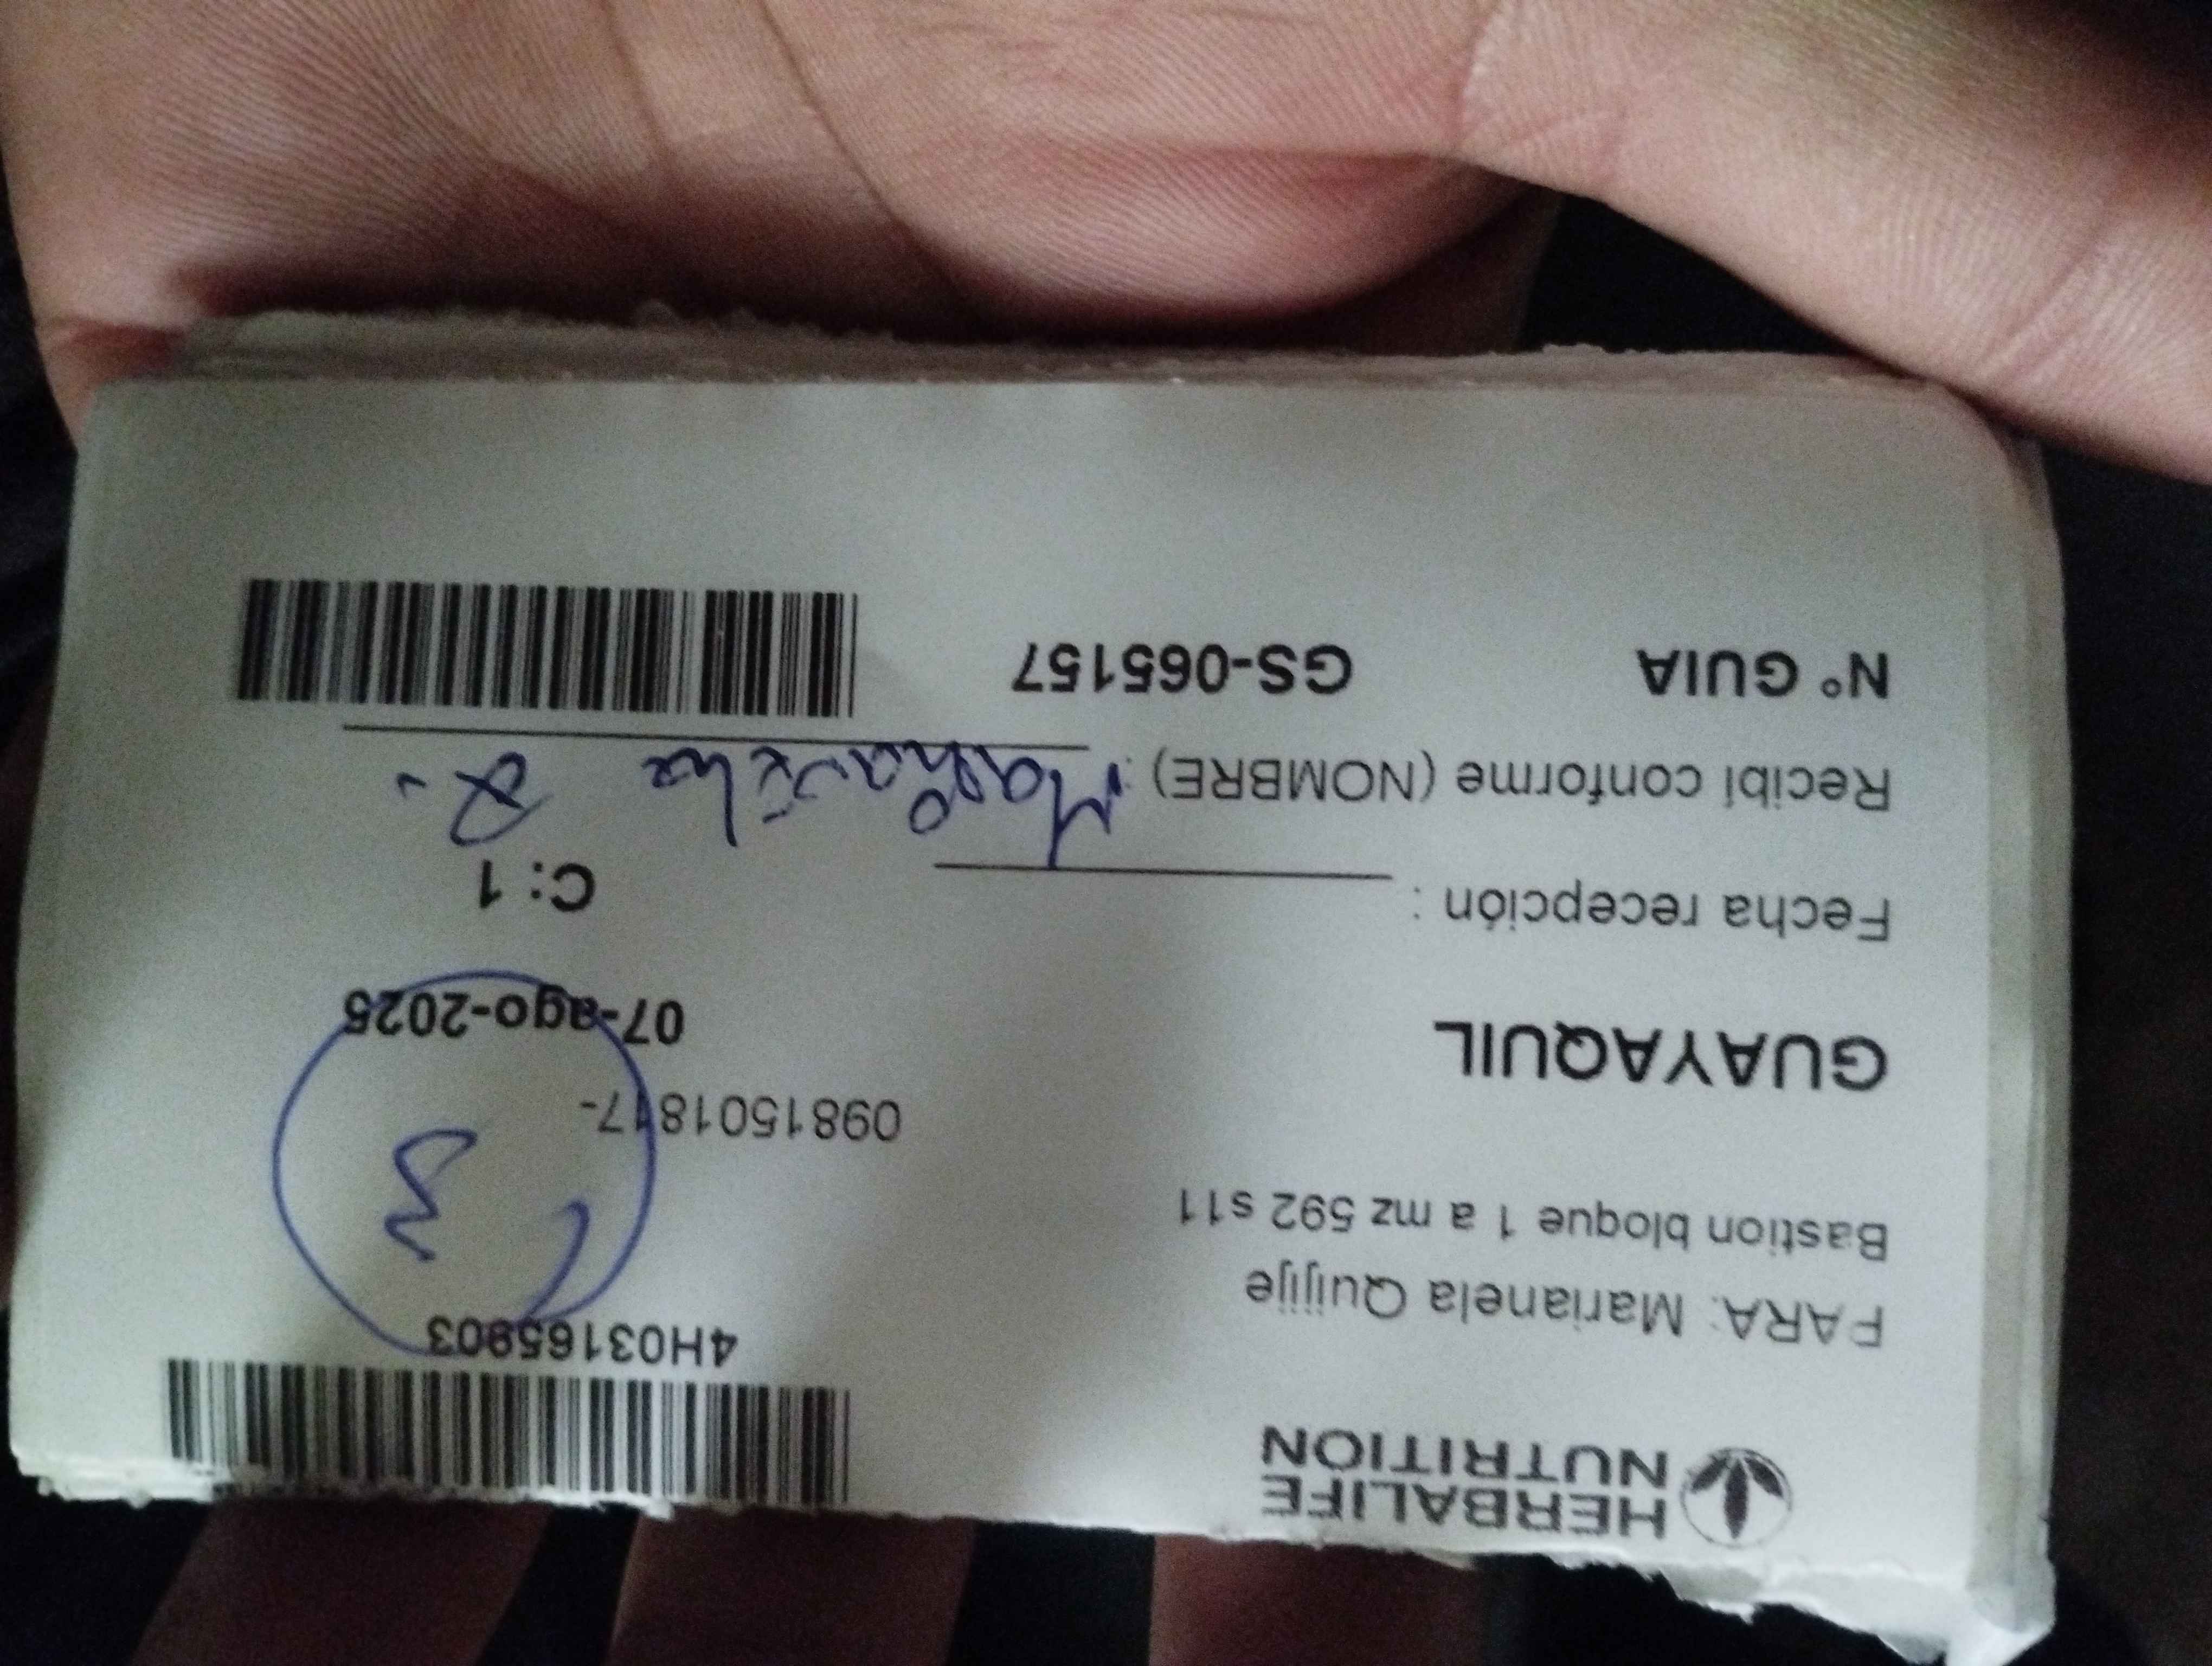 HERBALIFE
NUTRITION
4H03165903
PARA: Marianela Quijije
Bastion bloque 1 a mz 592 s11
0981501817-
3
GUAYAQUIL
07-ago-2025
C: 1
Fecha recepción :
Recibí conforme (NOMBRE) : Marianela Q.
N° GUIA GS-065157